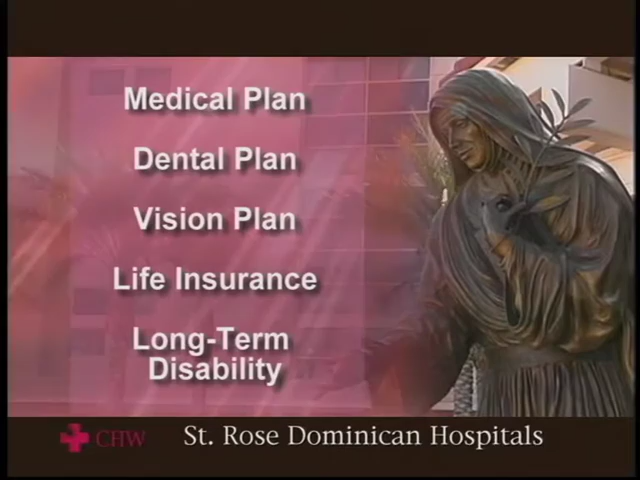 Medical Plan
Dental Plan
Vision Plan
Life Insurance
Long-Term
Disability
CHW
St. Rose Dominican Hospitals